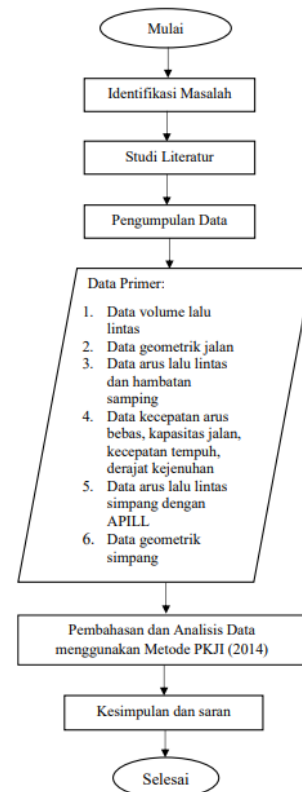 Mulai
Identifikasi Masalah
Studi Literatur
Pengumpulan Data
Data Primer:
1. Data volume lalu
lintas
2. Data geometrik jalan
3. Data arus lalu lintas
dan hambatan
samping
4. Data kecepatan arus
bebas, kapasitas jalan,
kecepatan tempuh,
derajat kejenuhan
5. Data arus lalu lintas
simpang dengan
APILL
6. Data geometrik
simpang
Pembahasan dan Analisis Data
menggunakan Metode PKJI (2014)
Kesimpulan dan saran
Selesai